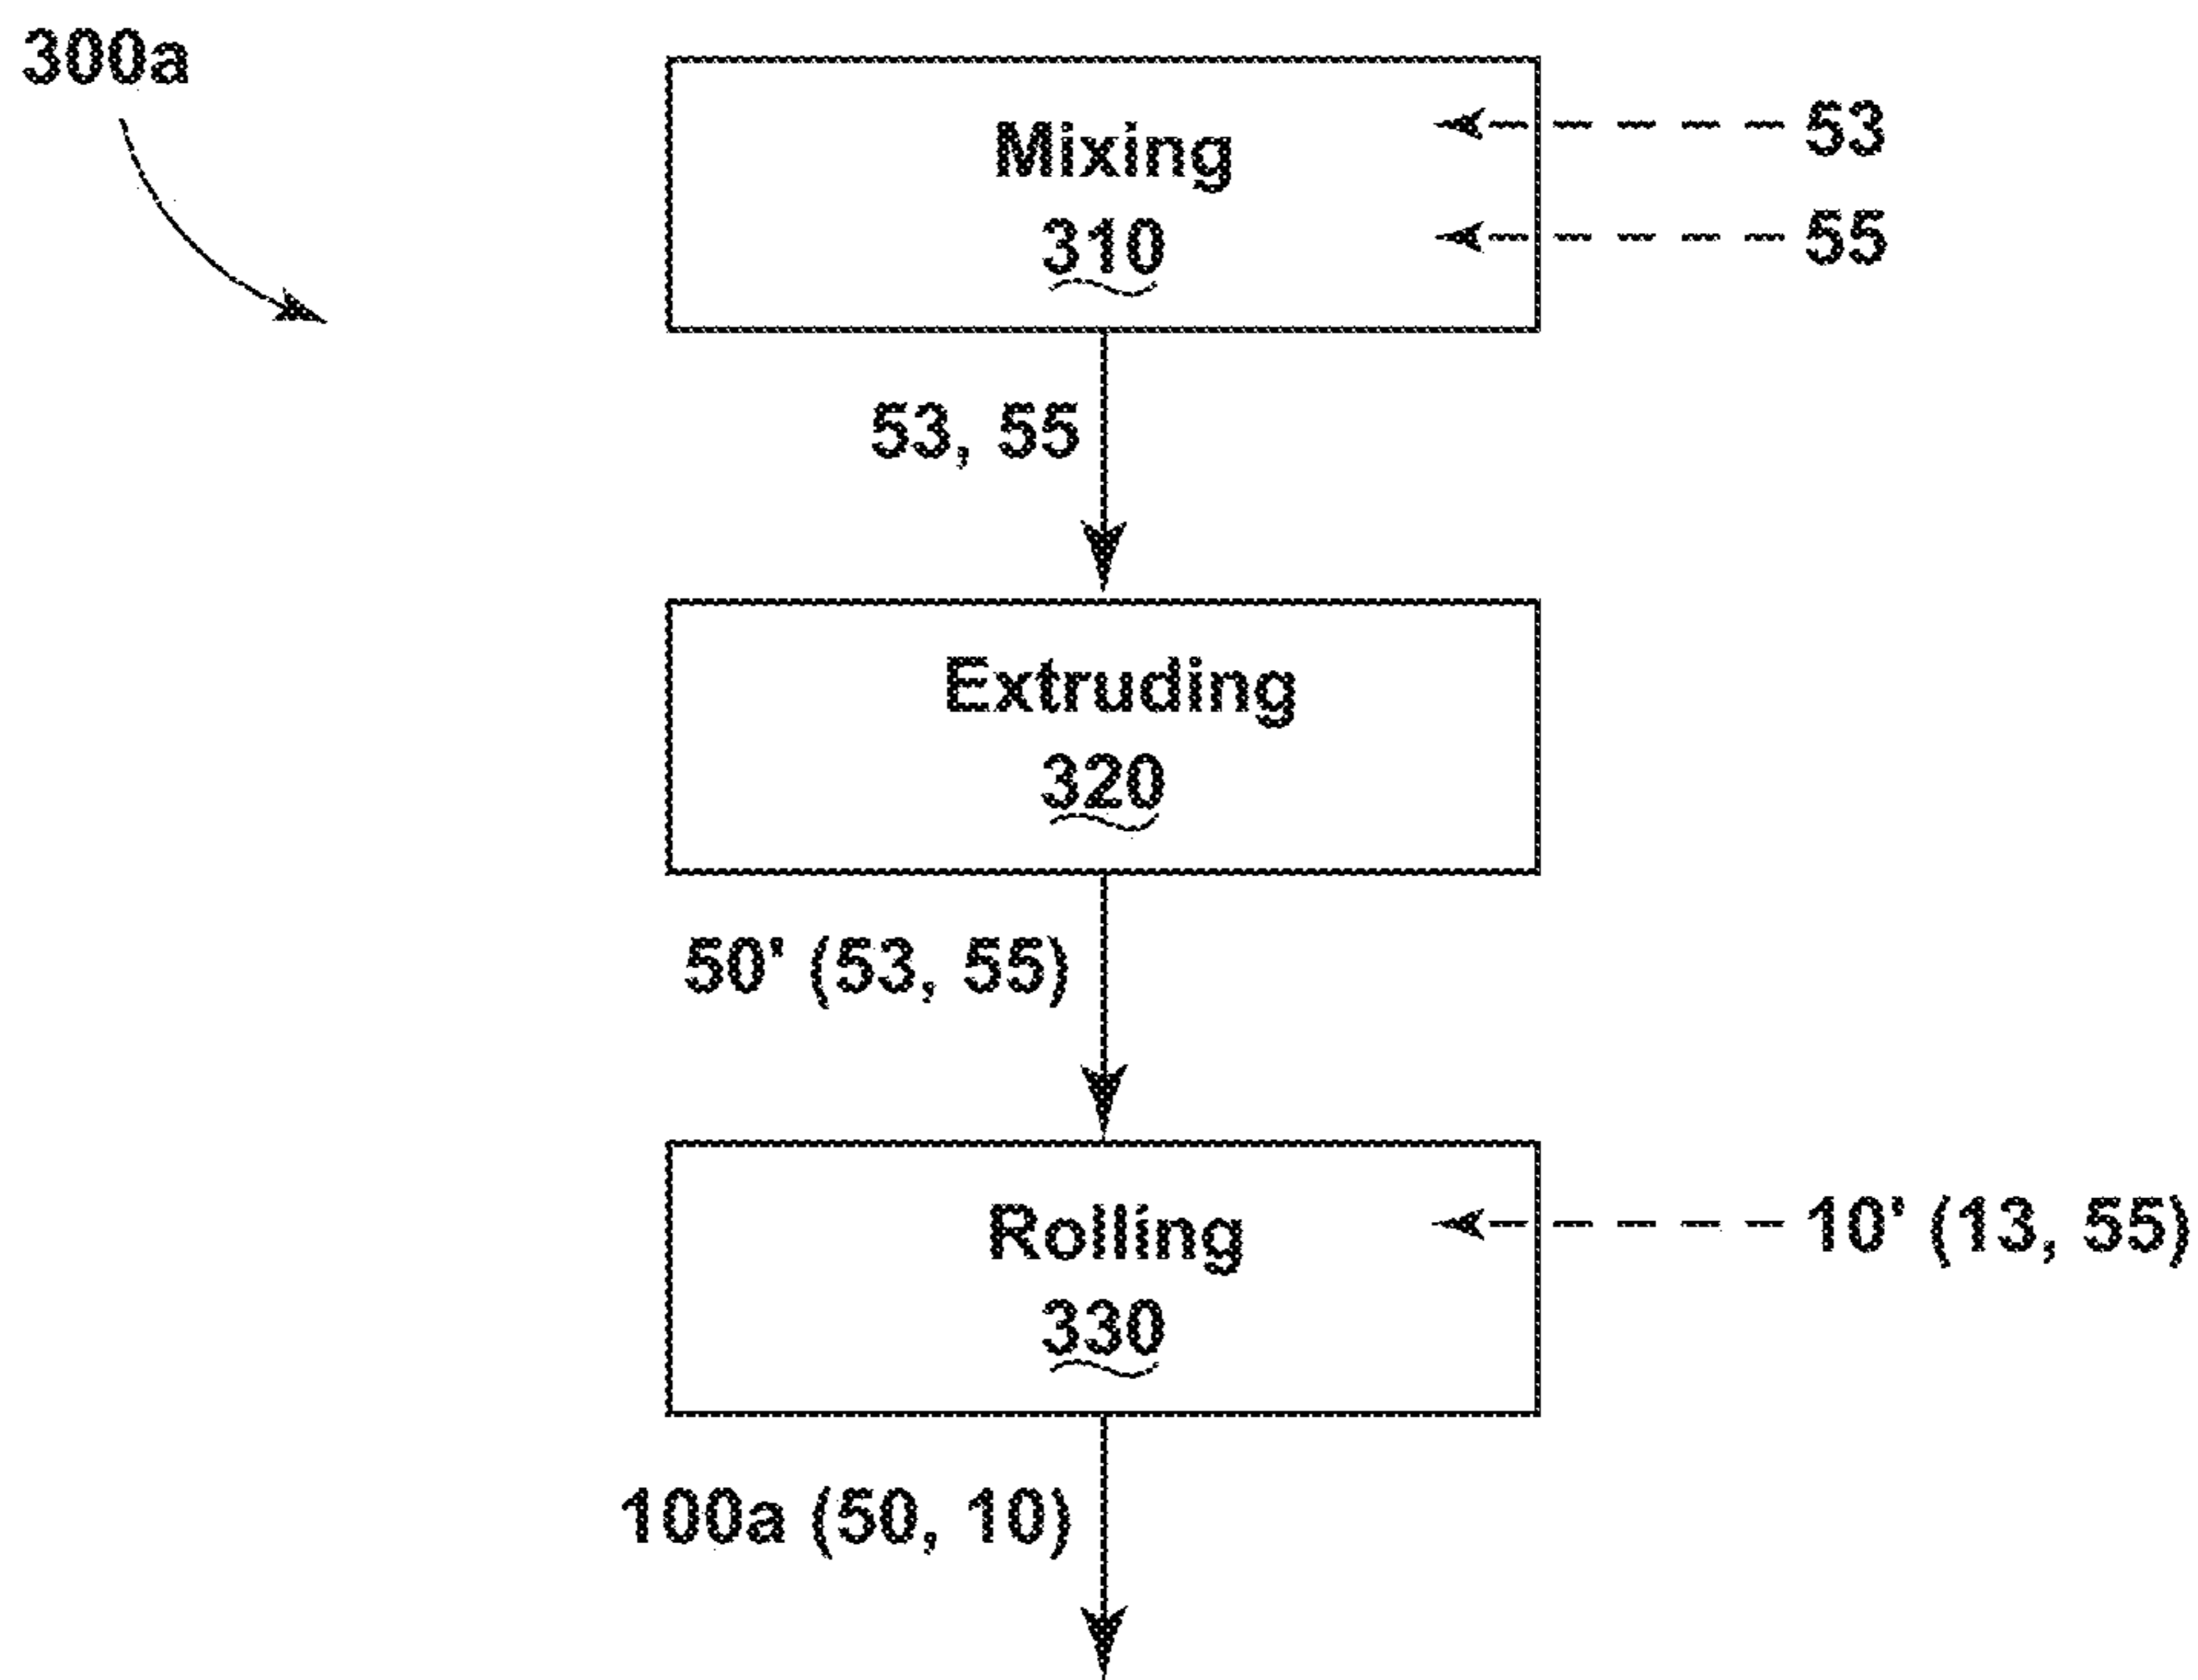 300a
Mixing
310
53
55
53, 55
Extruding
320
50' (53, 55)
Rolling
330
10' (13, 55)
100a (50, 10)